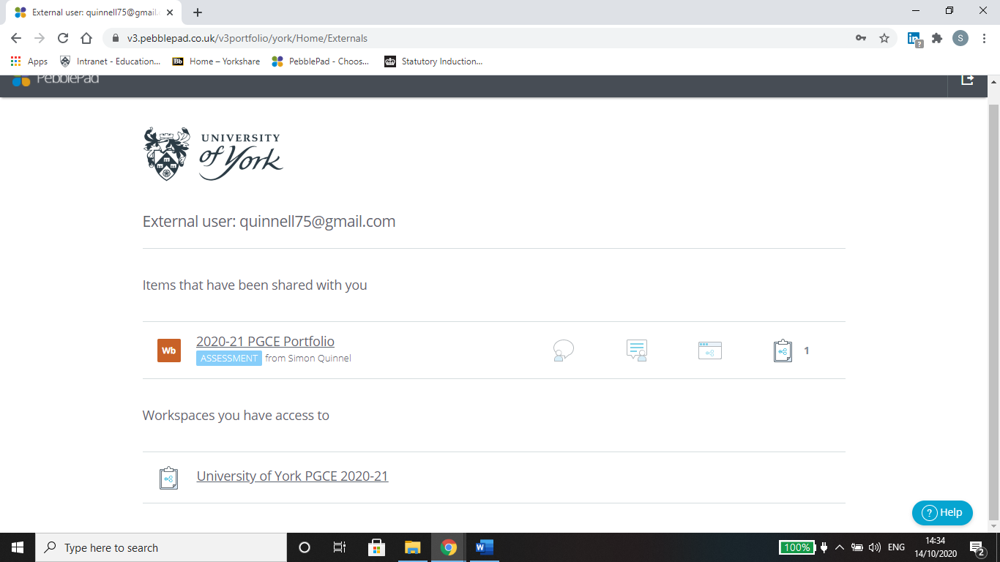 External user: quinnell75@gmail.
v3.pebblepad.co.uk/v3portfolio/york/Home/Externals
S
?
Apps
Intranet - Education...
Bb Home – Yorkshare
PebblePad - Choos...
Statutory Induction...
PebblePad
UNIVERSITY
of York
External user: quinnell75@gmail.com
Items that have been shared with you
Wb
2020-21 PGCE Portfolio
ASSESSMENT from Simon Quinnel
1
Workspaces you have access to
University of York PGCE 2020-21
? Help
Type here to search
100%
ENG
14:34
14/10/2020
2